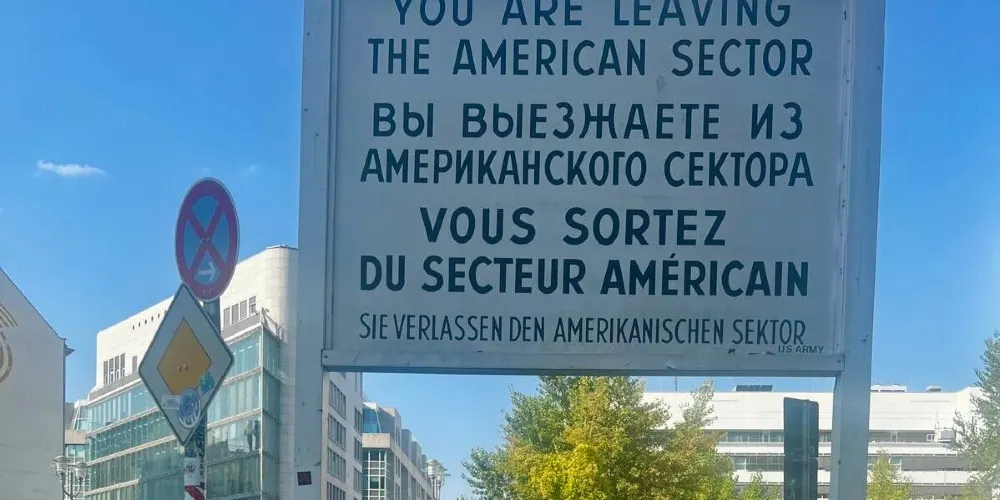 YOU ARE LEAVING
THE AMERICAN SECTOR
ВЫ ВЫЕЗЖАЕТЕ ИЗ
АМЕРИКАНСКОГО СЕКТОРА
VOUS SORTEZ
DU SECTEUR AMÉRICAIN
SIE VERLASSEN DEN AMERIKANISCHEN SEKTOR
US ARMY